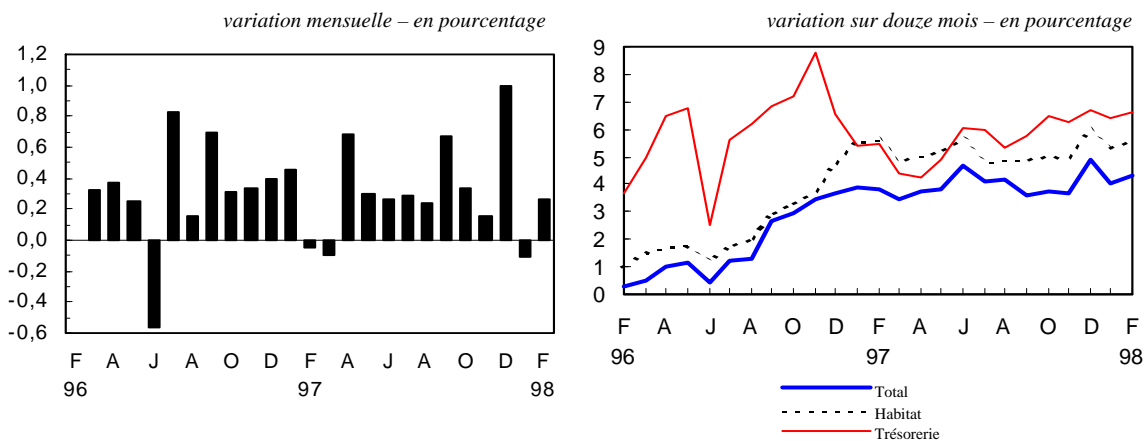 variation mensuelle – en pourcentage
1,2
1,0
0,8
0,6
0,4
0,2
0,0
-0,2
-0,4
-0,6
F A J A O D F A J A O D F
96 97 98
variation sur douze mois – en pourcentage
9
8
7
6
5
4
3
2
1
0
F A J A O D F A J A O D F
96 97 98
Total
Habitat
Trésorerie